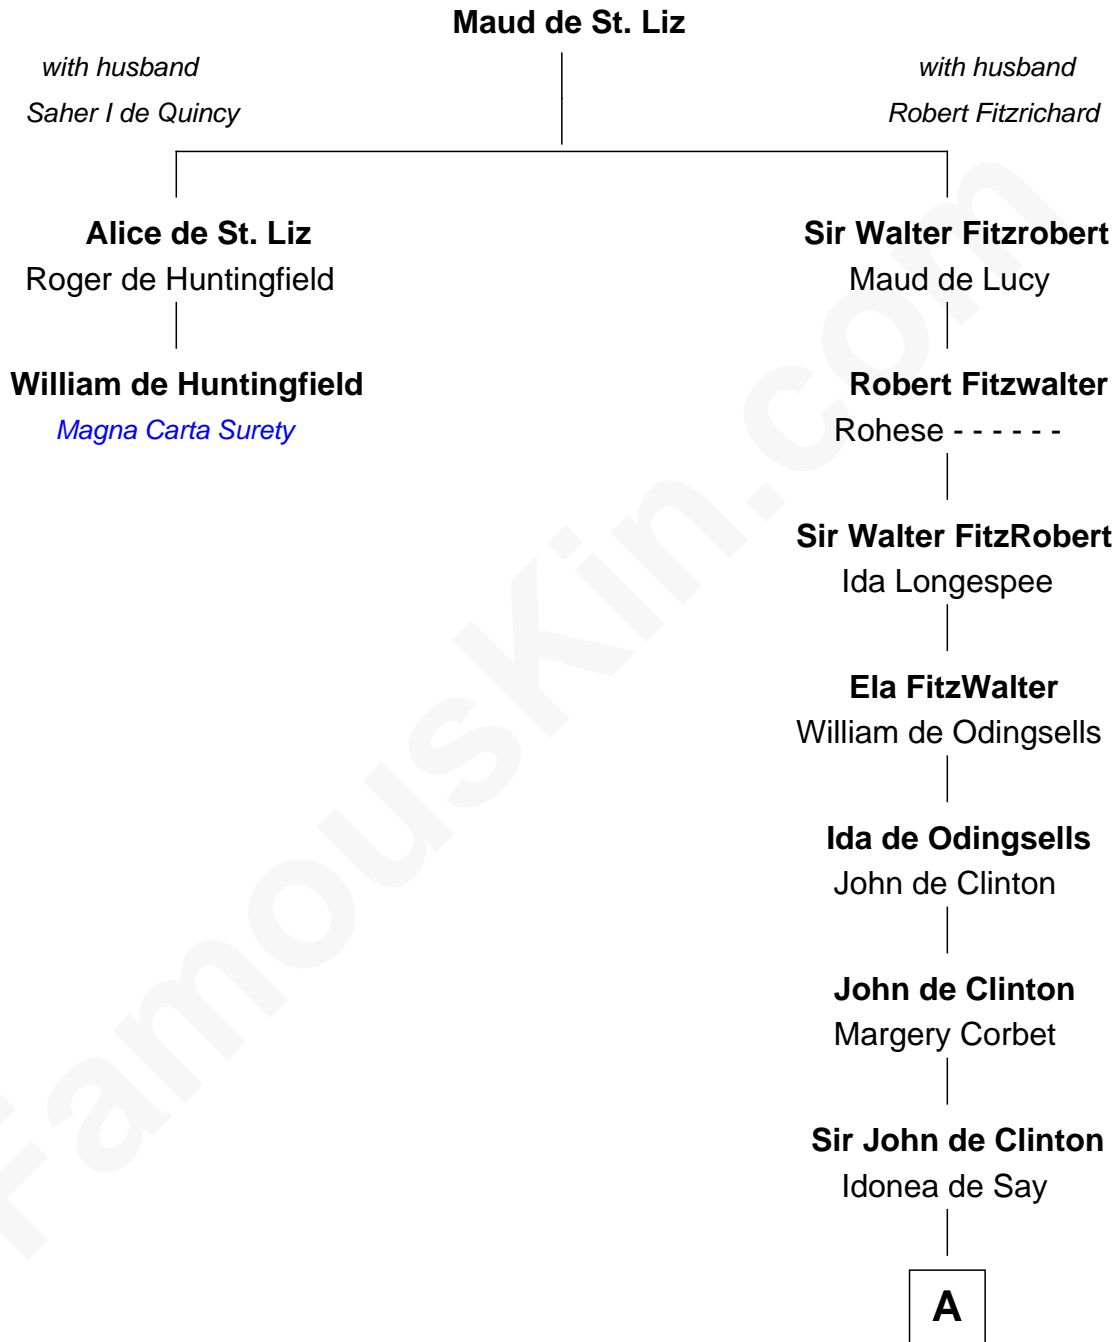 Maud de St. Liz
with husband
Saher I de Quincy
with husband
Robert Fitzrichard
Alice de St. Liz
Roger de Huntingfield
William de Huntingfield
Magna Carta Surety
Sir Walter Fitzrobert
Maud de Lucy
Robert Fitzwalter
Rohese - - - - - -
Sir Walter FitzRobert
Ida Longespee
Ela FitzWalter
William de Odingsells
Ida de Odingsells
John de Clinton
John de Clinton
Margery Corbet
Sir John de Clinton
Idonea de Say
A
FamousKin.com